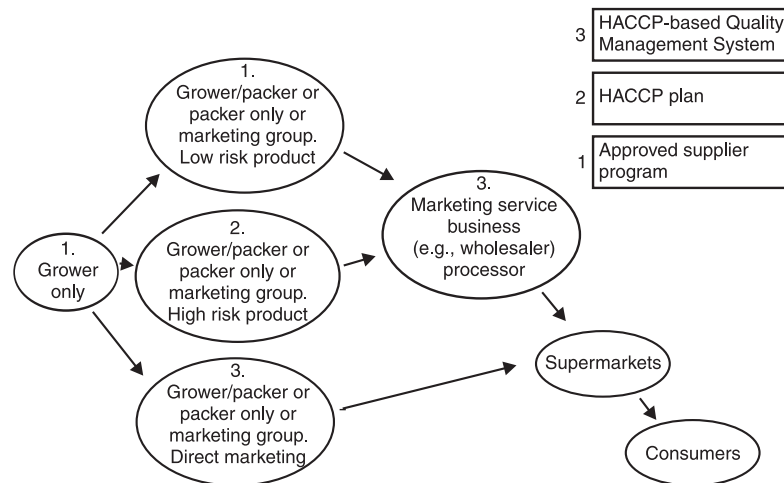 3
HACCP-based Quality
Management System
2
HACCP plan
1
Approved supplier
program
1.
Grower/packer or
packer only or
marketing group.
Low risk product
3.
Marketing service
business
(e.g., wholesaler)
processor
1.
Grower
only
2.
Grower/packer or
packer only or
marketing group.
High risk product
3.
Grower/packer or
packer only or
marketing group.
Direct marketing
Supermarkets
Consumers